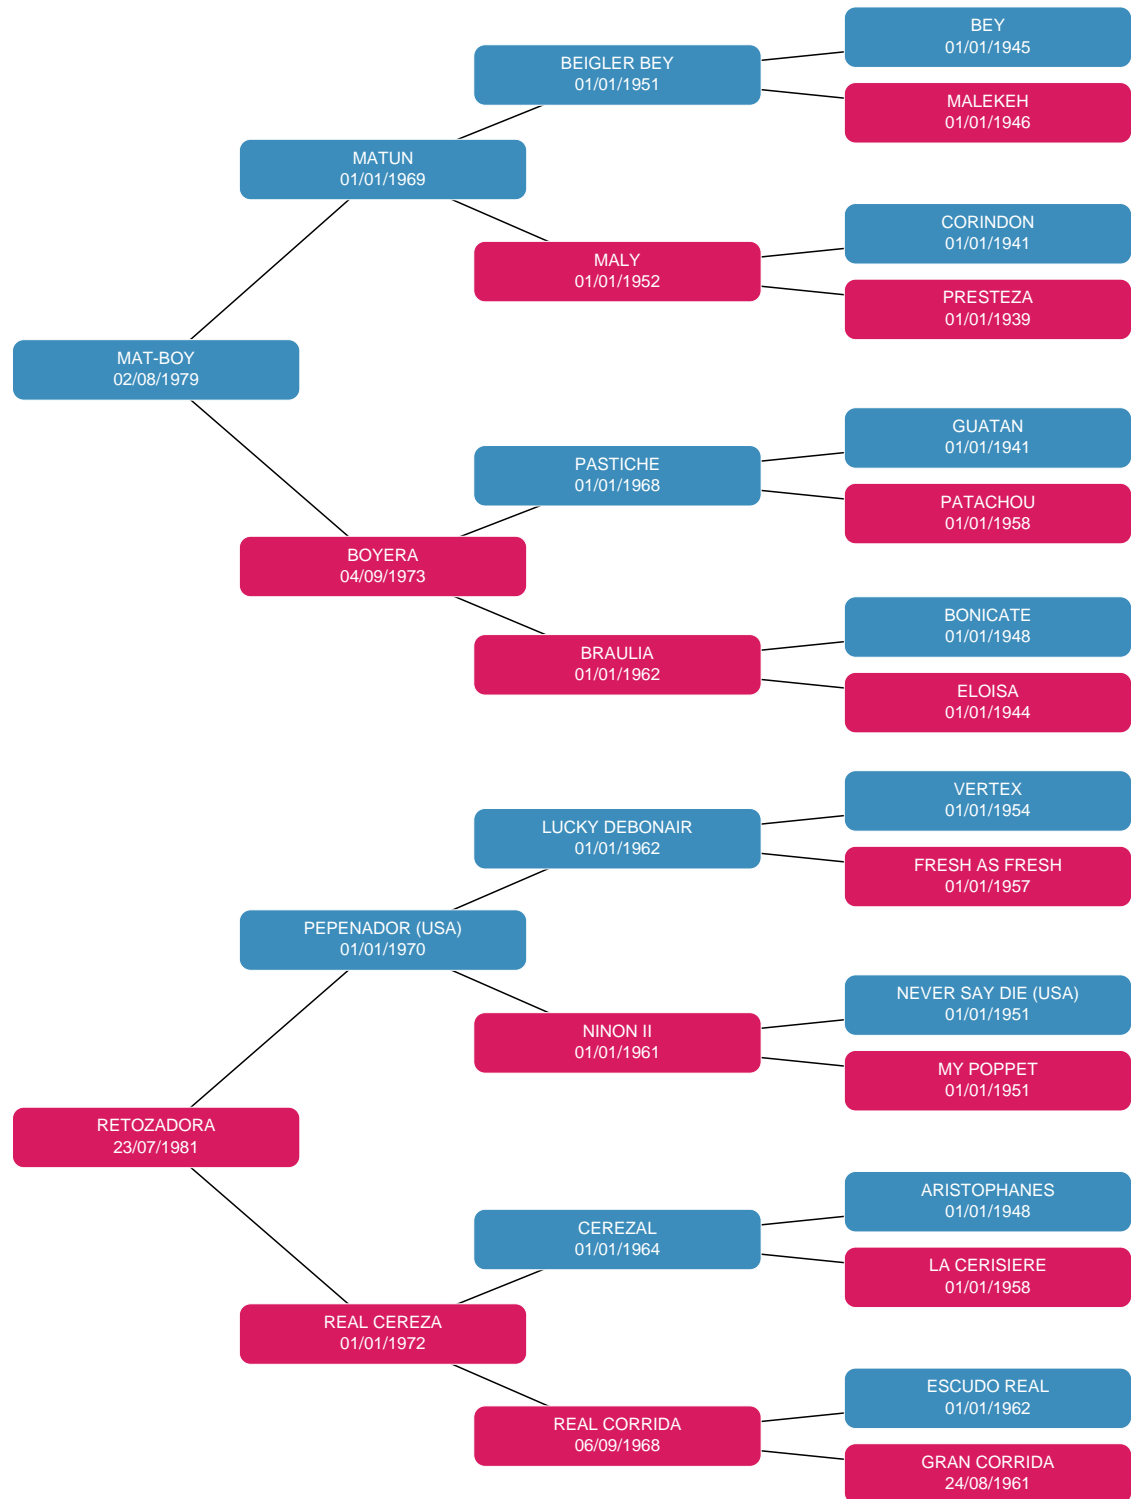 BEY
01/01/1945
BEIGLER BEY
01/01/1951
MALEKEH
01/01/1946
MATUN
01/01/1969
CORINDON
01/01/1941
MALY
01/01/1952
PRESTEZA
01/01/1939
MAT-BOY
02/08/1979
GUATAN
01/01/1941
PASTICHE
01/01/1968
PATACHOU
01/01/1958
BOYERA
04/09/1973
BONICATE
01/01/1948
BRAULIA
01/01/1962
ELOISA
01/01/1944
VERTEX
01/01/1954
LUCKY DEBONAIR
01/01/1962
FRESH AS FRESH
01/01/1957
PEPENADOR (USA)
01/01/1970
NEVER SAY DIE (USA)
01/01/1951
NINON II
01/01/1961
MY POPPET
01/01/1951
RETOZADORA
23/07/1981
ARISTOPHANES
01/01/1948
CEREZAL
01/01/1964
LA CERISIERE
01/01/1958
REAL CEREZA
01/01/1972
ESCUDO REAL
01/01/1962
REAL CORRIDA
06/09/1968
GRAN CORRIDA
24/08/1961